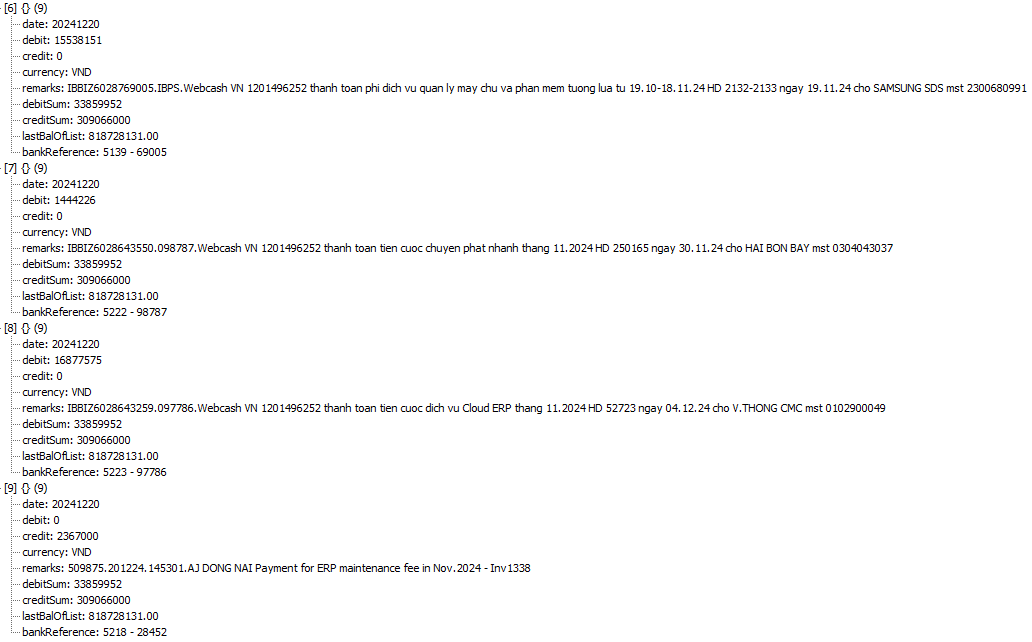 [6] {} (9)
date: 20241220
debit: 15538151
credit: 0
currency: VND
remarks: IBBIZ6028769005.IBPS.Webcash VN 1201496252 thanh toan phi dich vu quan ly may chu va phan mem tuong lua tu 19.10-18.11.24 HD 2132-2133 ngay 19.11.24 cho SAMSUNG SDS mst 2300680991
debitSum: 33859952
creditSum: 309066000
lastBalOfList: 818728131.00
bankReference: 5139 - 69005
[7] {} (9)
date: 20241220
debit: 1444226
credit: 0
currency: VND
remarks: IBBIZ6028643550.098787.Webcash VN 1201496252 thanh toan tien cuoc chuyen phat nhanh thang 11.2024 HD 250165 ngay 30.11.24 cho HAI BON BAY mst 0304043037
debitSum: 33859952
creditSum: 309066000
lastBalOfList: 818728131.00
bankReference: 5222 - 98787
[8] {} (9)
date: 20241220
debit: 16877575
credit: 0
currency: VND
remarks: IBBIZ6028643259.097786.Webcash VN 1201496252 thanh toan tien cuoc dich vu Cloud ERP thang 11.2024 HD 52723 ngay 04.12.24 cho V.THONG CMC mst 0102900049
debitSum: 33859952
creditSum: 309066000
lastBalOfList: 818728131.00
bankReference: 5223 - 97786
[9] {} (9)
date: 20241220
debit: 0
credit: 2367000
currency: VND
remarks: 509875.201224.145301.AJ DONG NAI Payment for ERP maintenance fee in Nov.2024 - Inv1338
debitSum: 33859952
creditSum: 309066000
lastBalOfList: 818728131.00
bankReference: 5218 - 28452